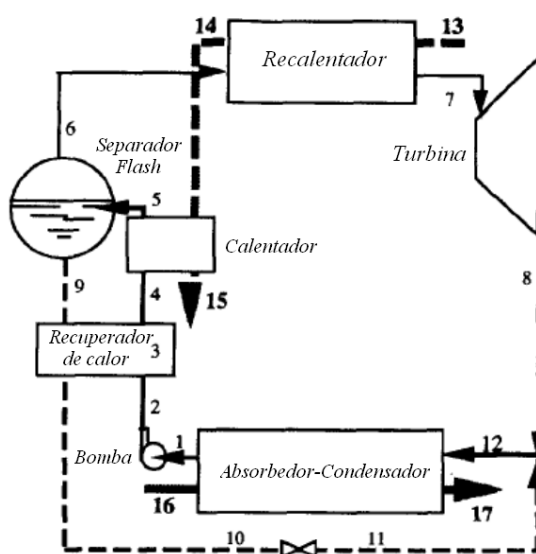 14
13
Recalentador
7
6
Separador
Flash
Turbina
5
Calentador
9
4
15
8
Recuperador
de calor
3
2
1
12
Bomba
Absorbedor-Condensador
16
17
10
11